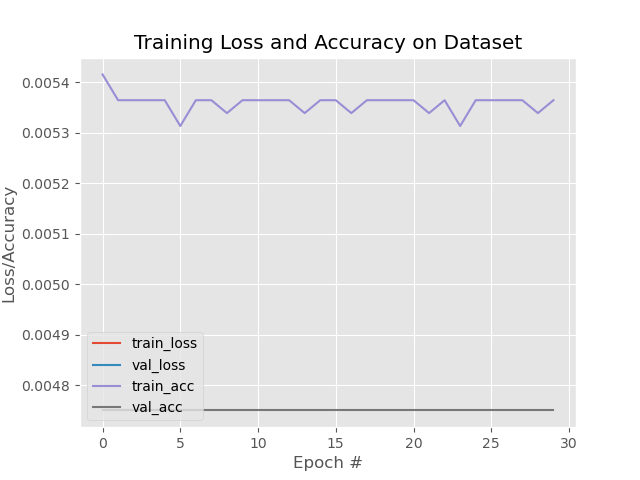 Training Loss and Accuracy on Dataset
0.0054
0.0053
0.0052
0.0051
0.0050
0.0049
0.0048
Loss/Accuracy
train_loss
val_loss
train_acc
val_acc
0 5 10 15 20 25 30
Epoch #